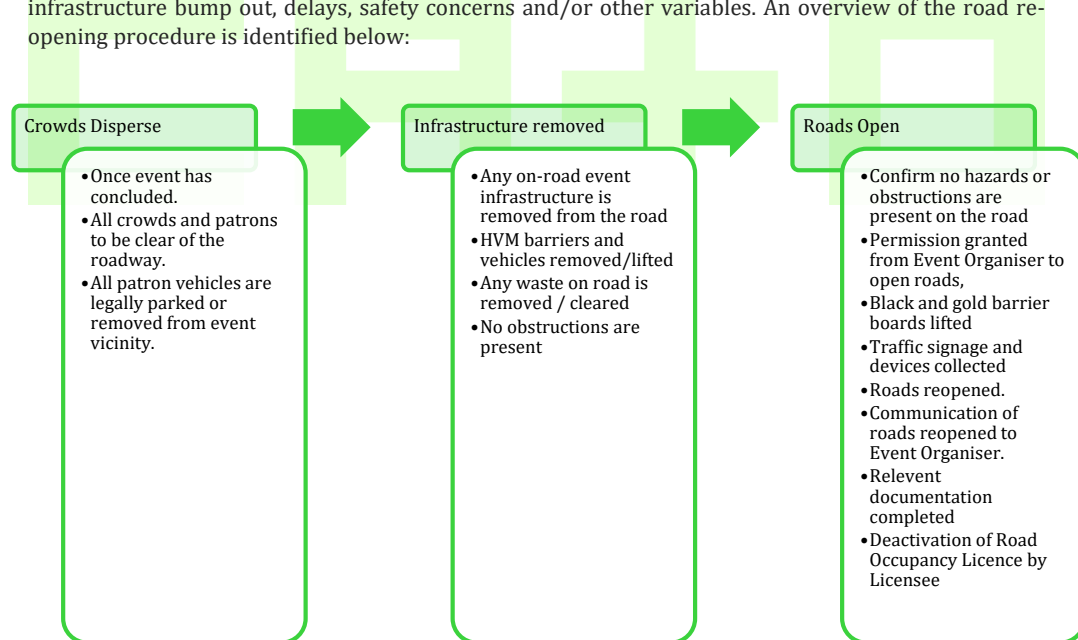 infrastructure bump out, delays, safety concerns and/or other variables. An overview of the road re-
opening procedure is identified below:
Crowds Disperse
•Once event has
concluded.
•All crowds and patrons
to be clear of the
roadway.
•All patron vehicles are
legally parked or
removed from event
vicinity.
Infrastructure removed
•Any on-road event
infrastructure is
removed from the road
•HVM barriers and
vehicles removed/lifted
•Any waste on road is
removed / cleared
•No obstructions are
present
Roads Open
•Confirm no hazards or
obstructions are
present on the road
•Permission granted
from Event Organiser to
open roads,
•Black and gold barrier
boards lifted
•Traffic signage and
devices collected
•Roads reopened.
•Communication of
roads reopened to
Event Organiser.
•Relevent
documentation
completed
•Deactivation of Road
Occupancy Licence by
Licensee